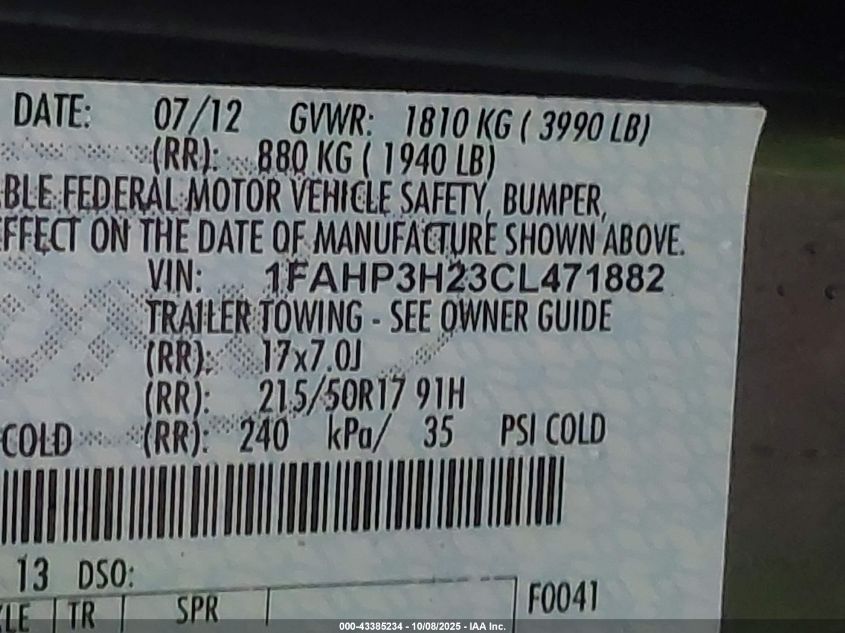 DATE: 07/12 GVWR: 1810 KG ( 3990 LB)
(RR): 880 KG ( 1940 LB)
BLE FEDERAL MOTOR VEHICLE SAFETY, BUMPER,
FFECT ON THE DATE OF MANUFACTURE SHOWN ABOVE.
VIN: 1FAHP3H23CL471882
TRAILER TOWING - SEE OWNER GUIDE
(RR): 17x7.0J
(RR): 215/50R17 91H
COLD (RR): 240 kPa/ 35 PSI COLD
13 DSO:
F0041
LE TR SPR
000-43385234 - 10/08/2025 - IAA Inc.